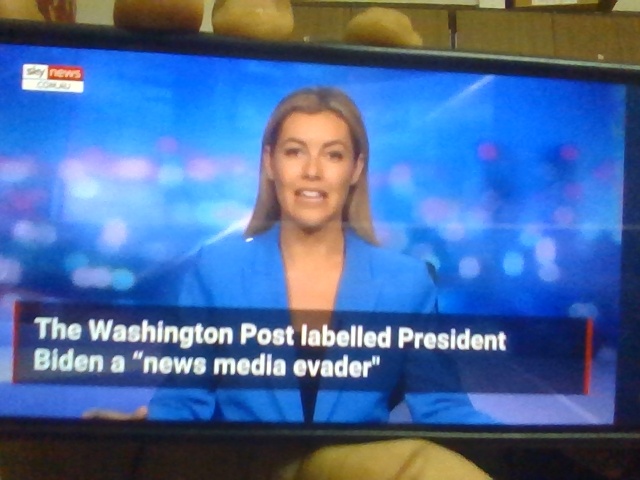 sky news
COM.AU
The Washington Post labelled President
Biden a “news media evader"